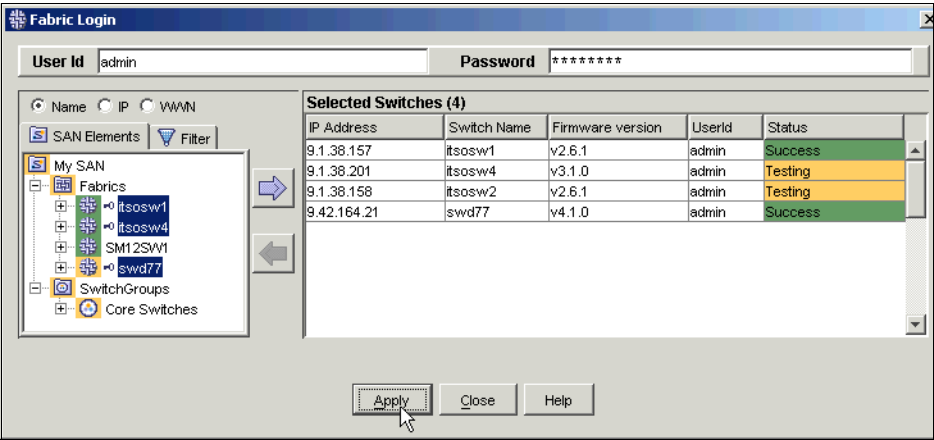 Fabric Login
User Id admin Password ********
Name IP WWN
SAN Elements Filter
My SAN
Fabrics
itsosw1
itsosw4
SM12SW1
swd77
SwitchGroups
Core Switches
Selected Switches (4)
IP Address Switch Name Firmware version UserId Status
9.1.38.157 itsosw1 v2.6.1 admin Success
9.1.38.201 itsosw4 v3.1.0 admin Testing
9.1.38.158 itsosw2 v2.6.1 admin Testing
9.42.164.21 swd77 v4.1.0 admin Success
Apply Close Help